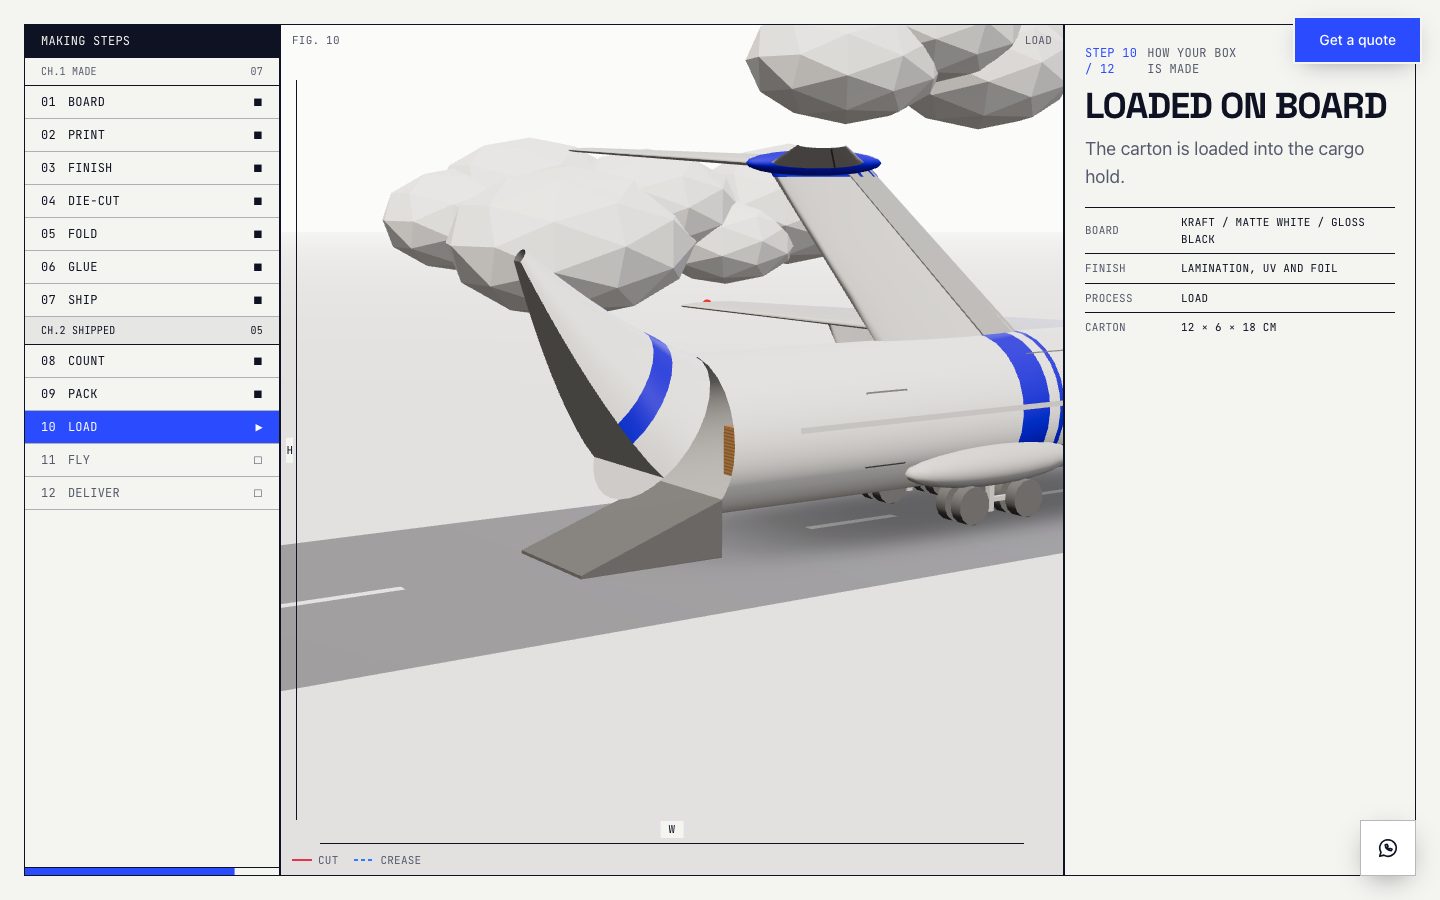 MAKING STEPS
CH.1 MADE 07
01 BOARD
02 PRINT
03 FINISH
04 DIE-CUT
05 FOLD
06 GLUE
07 SHIP
CH.2 SHIPPED 05
08 COUNT
09 PACK
10 LOAD
11 FLY
12 DELIVER
FIG. 10
LOAD
H
W
CUT
CREASE
Get a quote
STEP 10 / 12
HOW YOUR BOX IS MADE
LOADED ON BOARD
The carton is loaded into the cargo
hold.
BOARD KRAFT / MATTE WHITE / GLOSS
BLACK
FINISH LAMINATION, UV AND FOIL
PROCESS LOAD
CARTON 12 × 6 × 18 CM